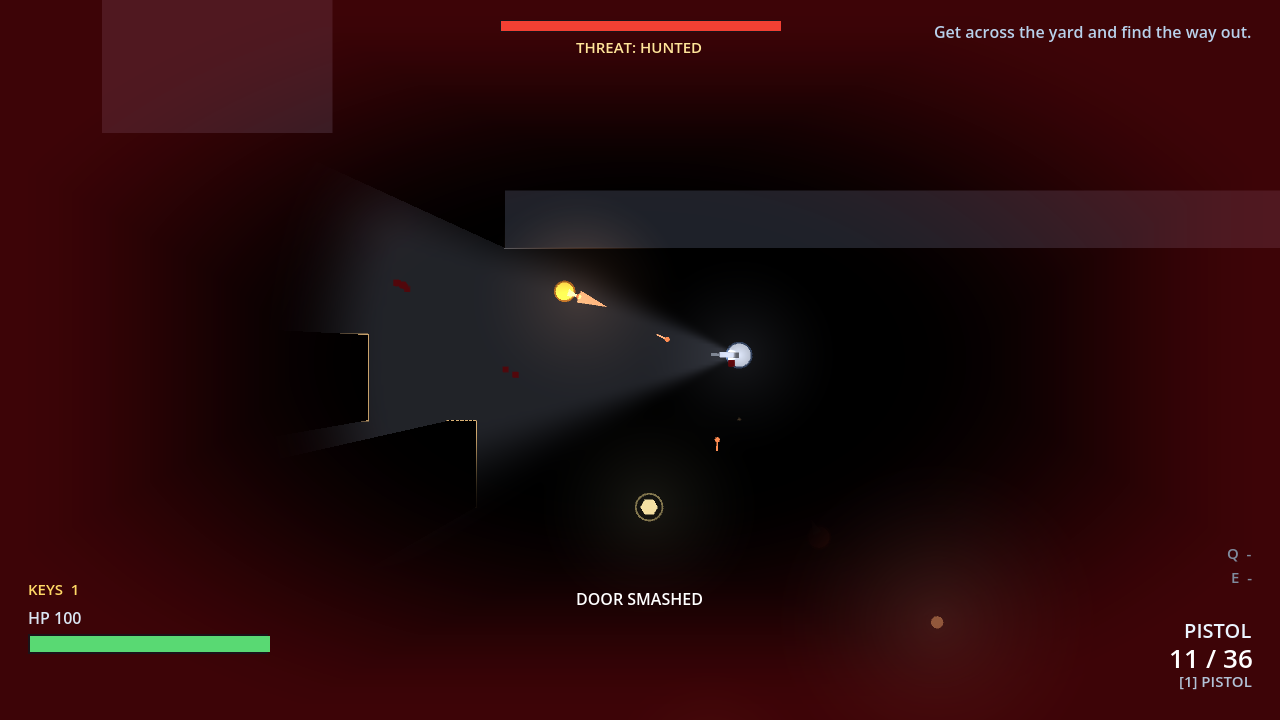 THREAT: HUNTED
Get across the yard and find the way out.
Q -
E -
KEYS 1
DOOR SMASHED
HP 100
PISTOL
11 / 36
[1] PISTOL